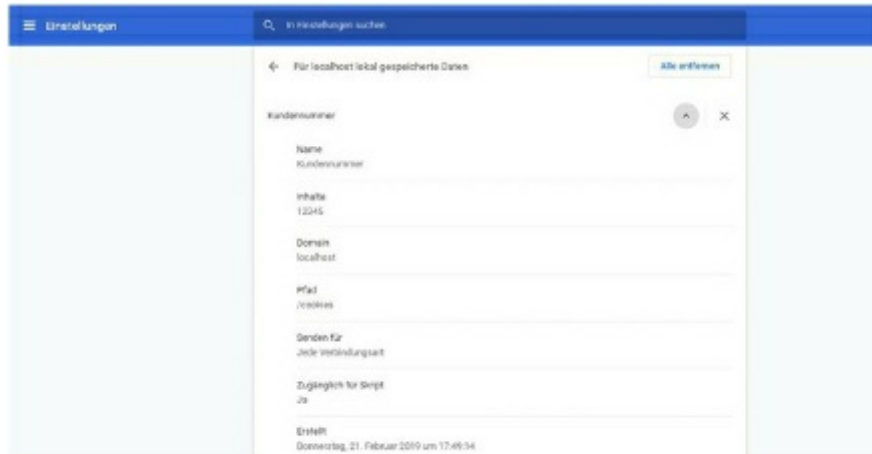 Einstellungen
In Einstellungen suchen
Für localhost lokal gespeicherte Daten
Alle entfernen
Kundennummer
Name
Kundennummer
Inhalte
12345
Domain
localhost
Pfad
/cookies
Senden für
Jede Verbindungsart
Zugänglich für Skript
Ja
Erstellt
Donnerstag, 21. Februar 2019 um 17:49:34